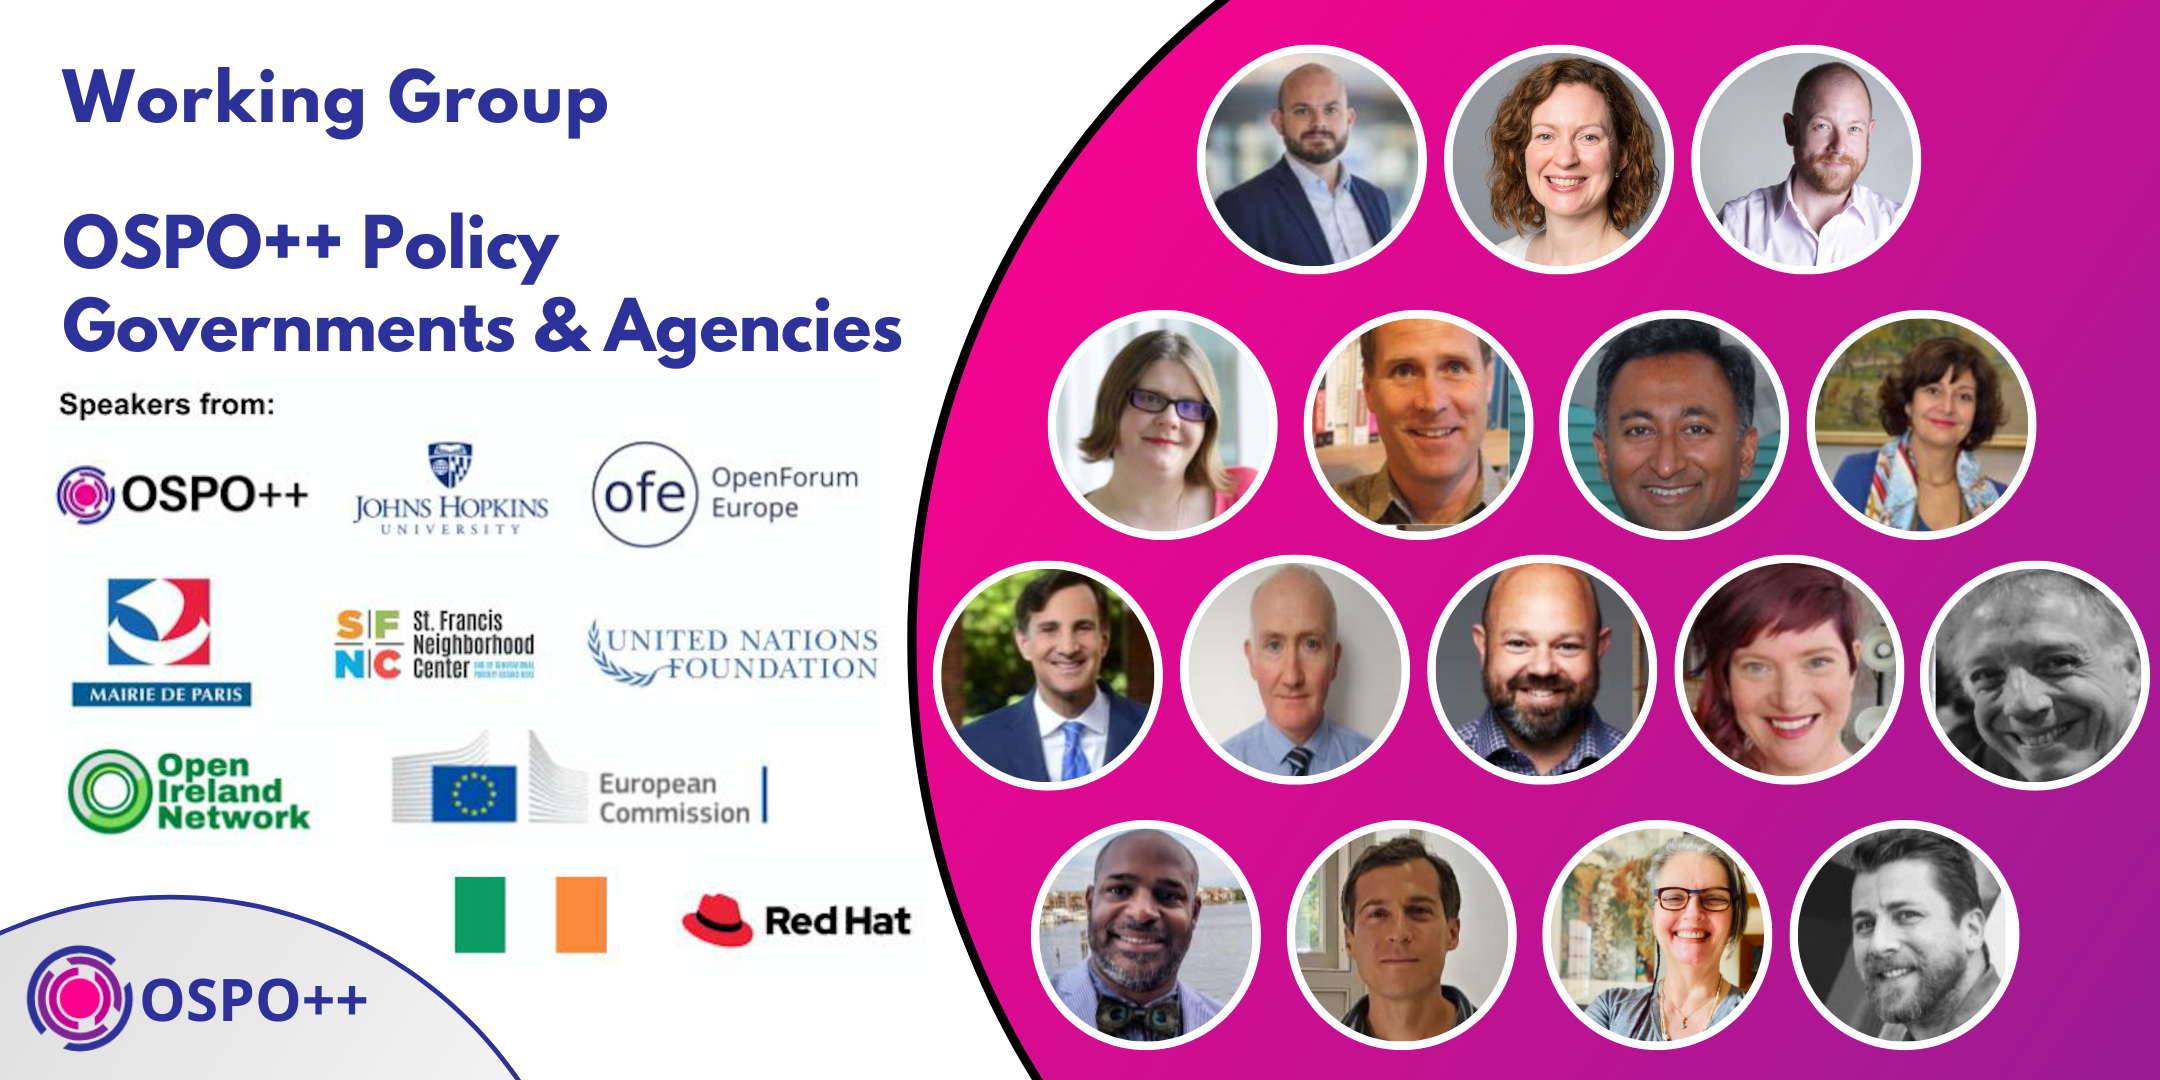 Working Group
OSPO++ Policy
Governments & Agencies
Speakers from:
OSPO++
JOHNS HOPKINS
UNIVERSITY
ofe
OpenForum
Europe
MAIRIE DE PARIS
SF
NC
St. Francis
Neighborhood
Center
UNITED NATIONS
FOUNDATION
Open
Ireland
Network
European
Commission
Red Hat
OSPO++